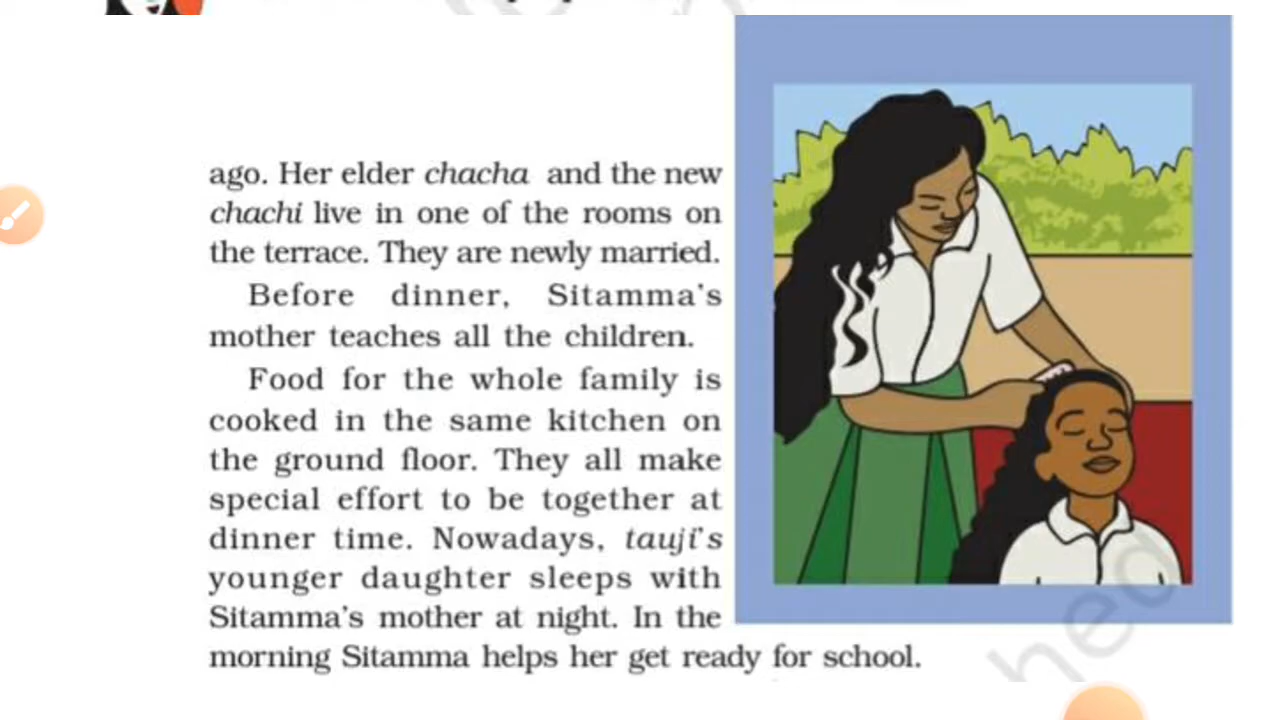 ago. Her elder chacha and the new
chachi live in one of the rooms on
the terrace. They are newly married.
Before dinner, Sitamma's
mother teaches all the children.
Food for the whole family is
cooked in the same kitchen on
the ground floor. They all make
special effort to be together at
dinner time. Nowadays, tauji's
younger daughter sleeps with
Sitamma's mother at night. In the
morning Sitamma helps her get ready for school.
hed